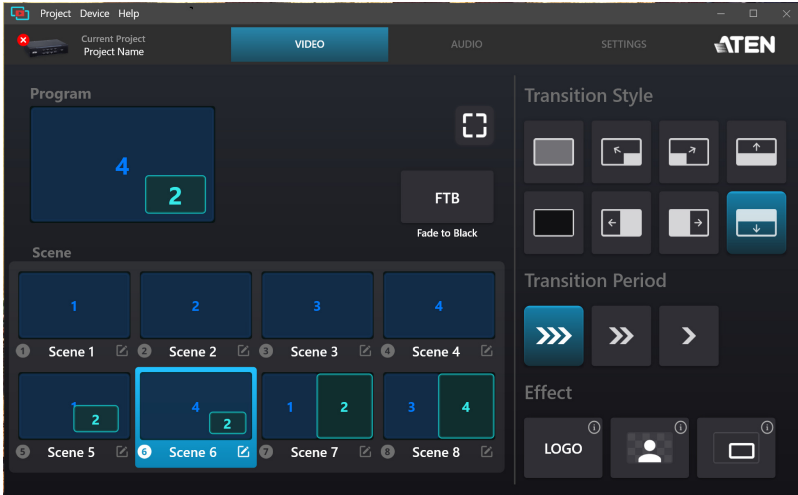 Project Device Help
Current Project
Project Name
VIDEO
AUDIO
SETTINGS
ATEN
Program
4
2
FTB
Fade to Black
Scene
1
2
3
4
1 Scene 1
2 Scene 2
3 Scene 3
4 Scene 4
1 2
4 2
1 2
3 4
5 Scene 5
6 Scene 6
7 Scene 7
8 Scene 8
Transition Style
Transition Period
Effect
LOGO